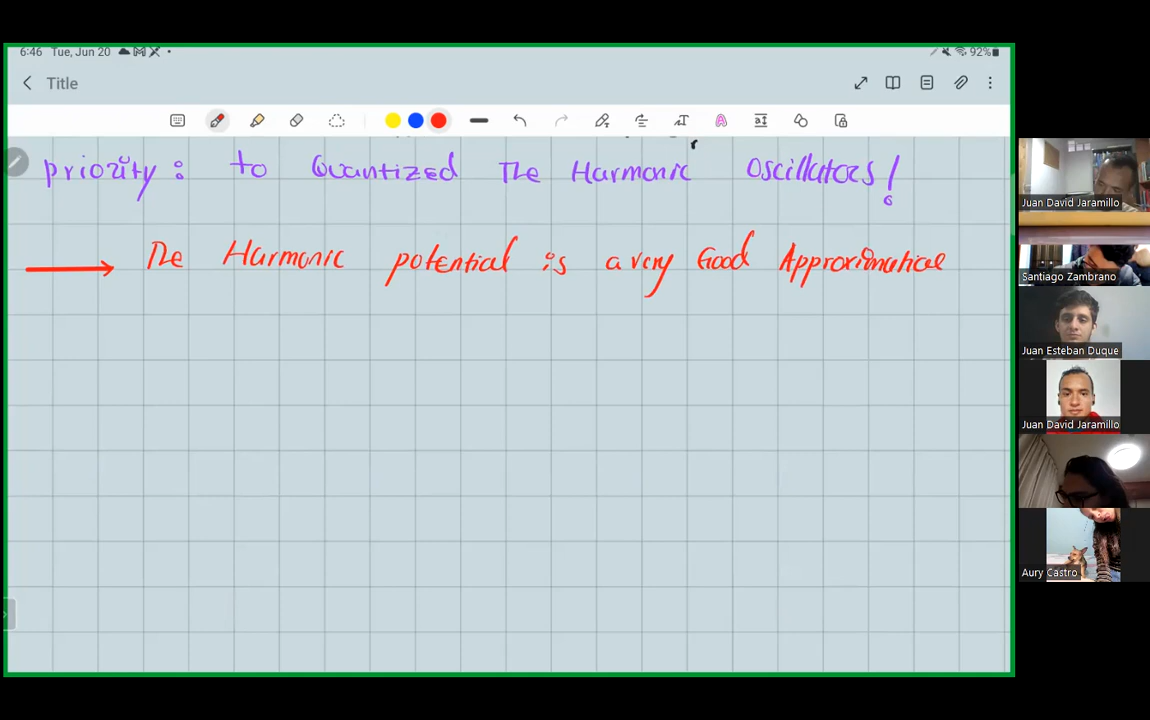 6:46 Tue, Jun 20
92%
Title
priority: to Quantized The Harmonic Oscillators!
The Harmonic potential is a very Good
Juan David Jaramillo
Santiago Zambrano
Juan Esteban Duque
Juan David Jaramillo
Aury Castro